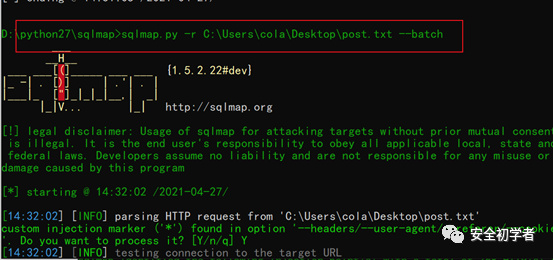 D:\python27\sqlmap>sqlmap.py -r C:\Users\cola\Desktop\post.txt --batch
{1.5.2.22#dev}
http://sqlmap.org
[!] legal disclaimer: Usage of sqlmap for attacking targets without prior mutual consent
is illegal. It is the end user's responsibility to obey all applicable local, state and
federal laws. Developers assume no liability and are not responsible for any misuse or
damage caused by this program
[*] starting @ 14:32:02 /2021-04-27/
[14:32:02] [INFO] parsing HTTP request from 'C:\Users\cola\Desktop\post.txt'
custom injection marker ('*') found in option '--headers/--user-agent/
'. Do you want to process it? [Y/n/q] Y
安全初学者
[14:32:02] [INFO] testing connection to the target URL